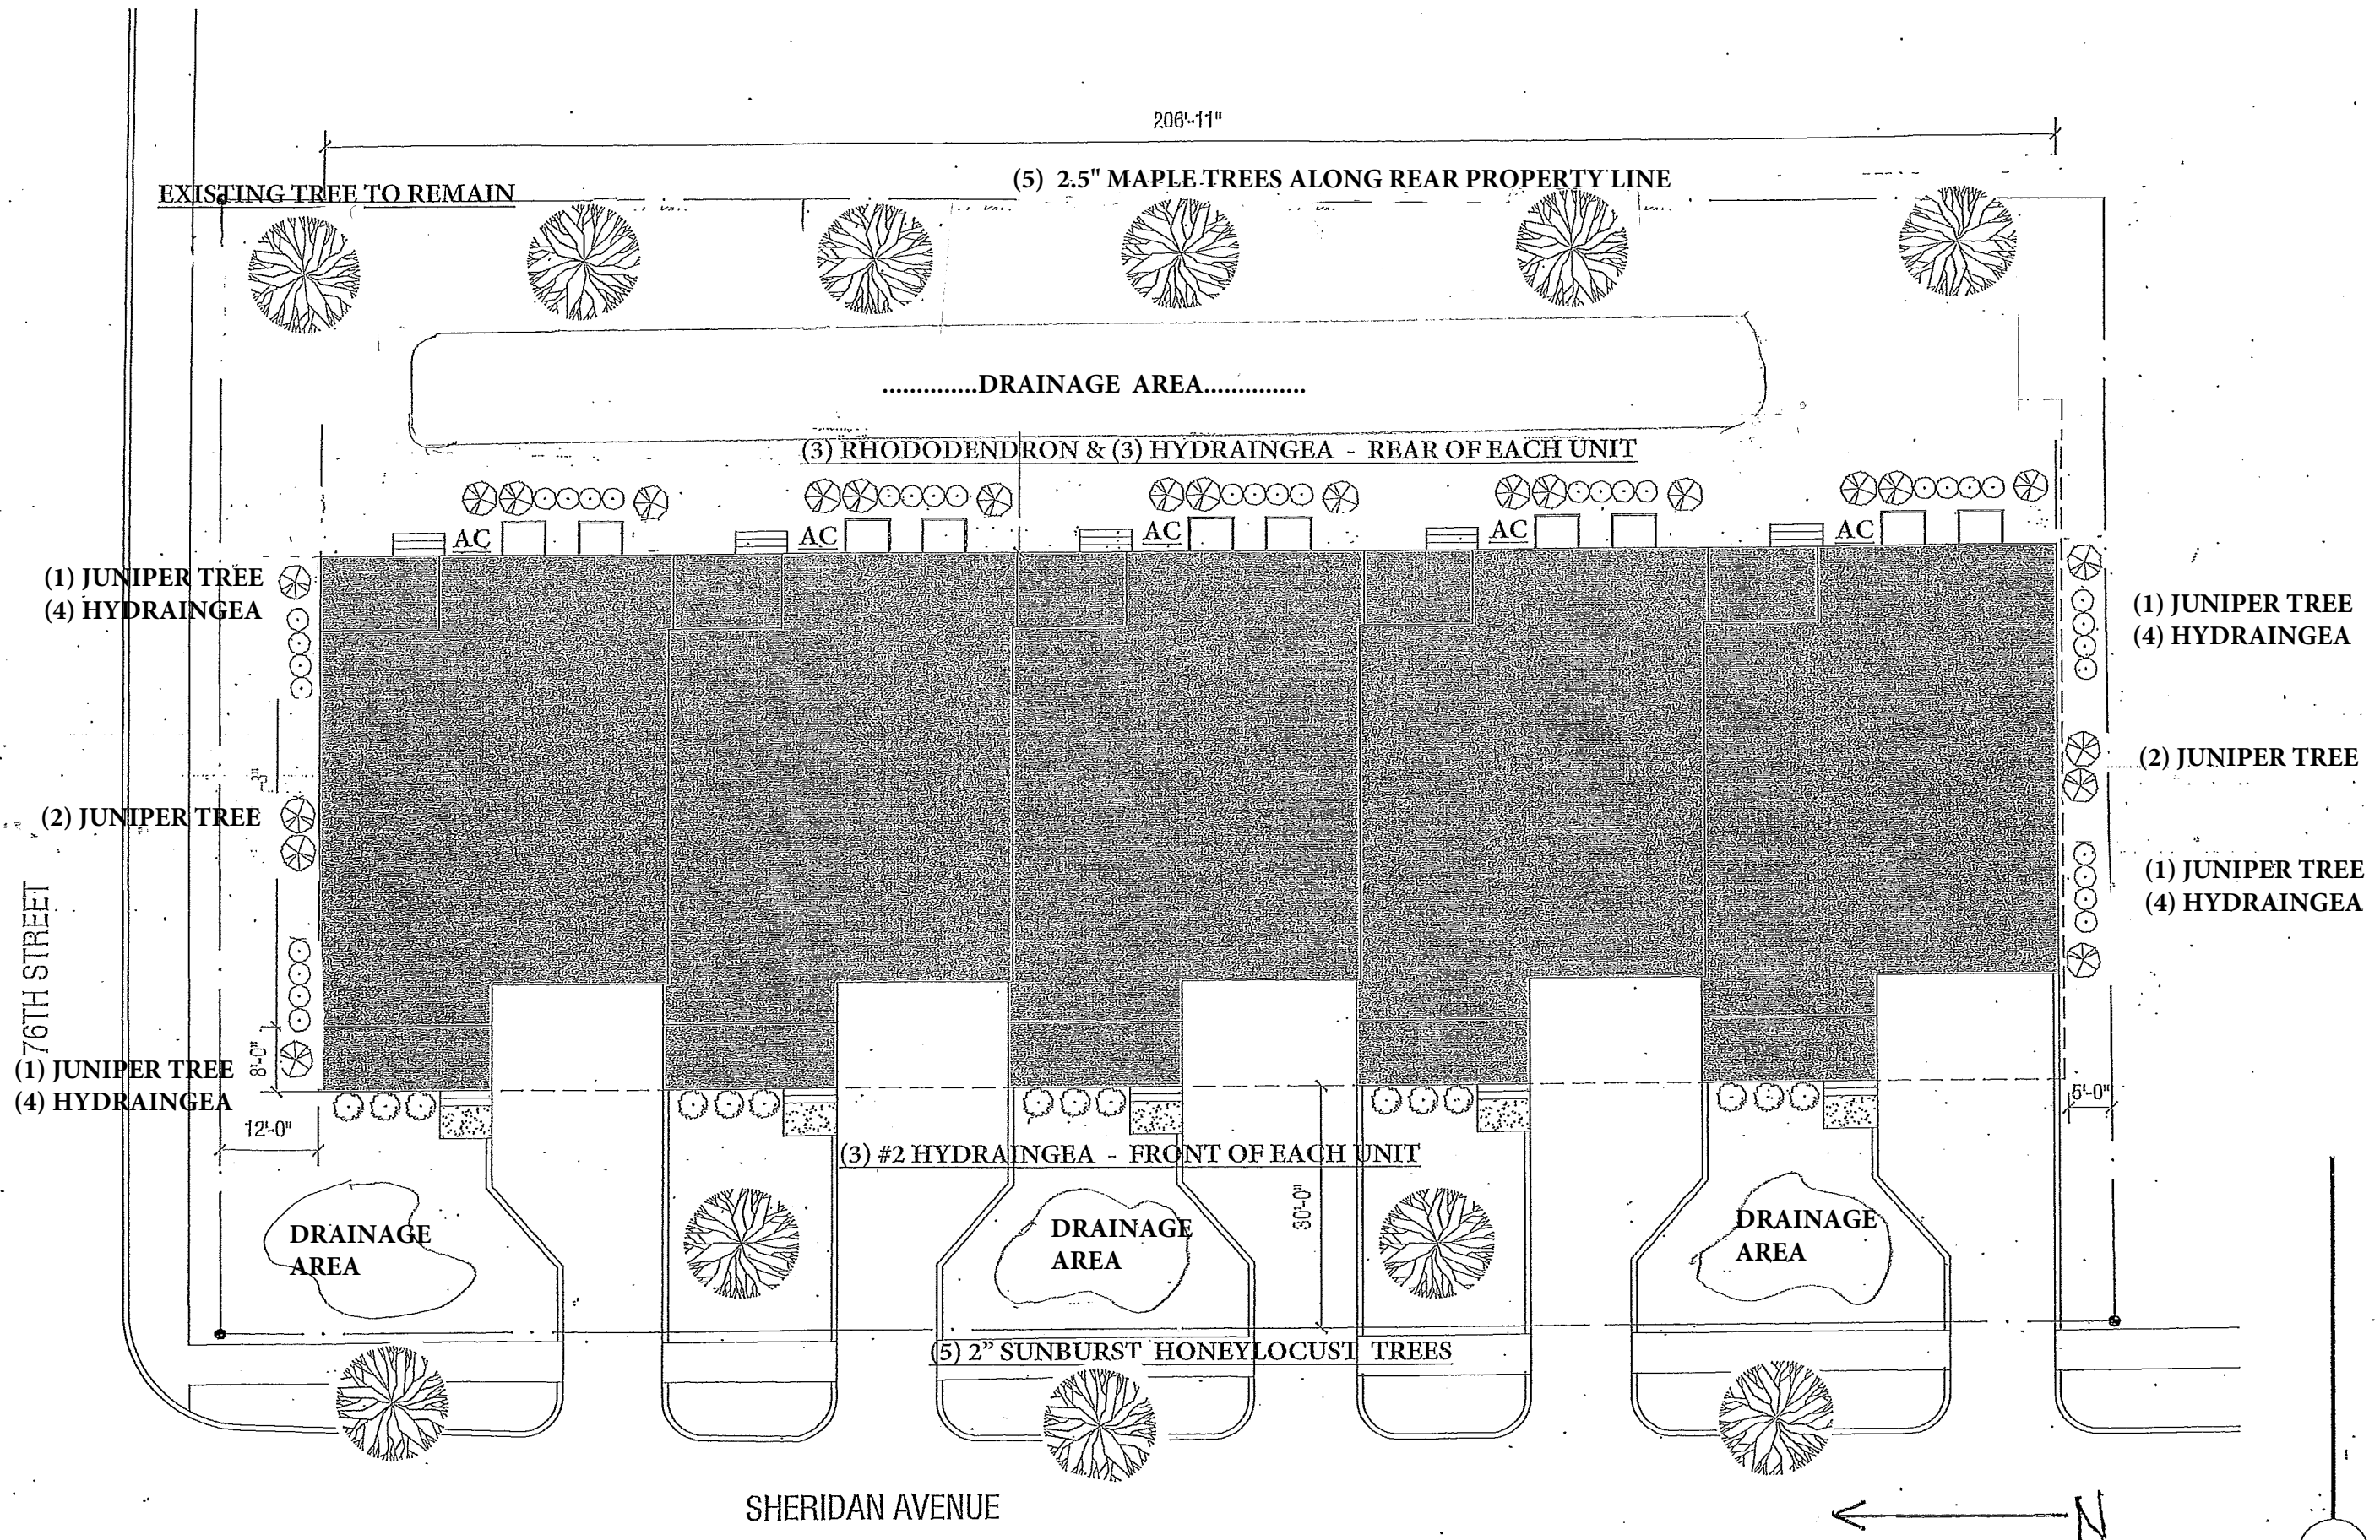 206'-11"
(5) 2.5" MAPLE TREES ALONG REAR PROPERTY LINE
EXISTING TREE TO REMAIN
..............DRAINAGE AREA...............
(3) RHODODENDRON & (3) HYDRAINGEA - REAR OF EACH UNIT
AC
AC
AC
AC
AC
(1) JUNIPER TREE
(4) HYDRAINGEA
(1) JUNIPER TREE
(4) HYDRAINGEA
(2) JUNIPER TREE
(2) JUNIPER TREE
(1) JUNIPER TREE
(4) HYDRAINGEA
76TH STREET
8'-0"
(1) JUNIPER TREE
(4) HYDRAINGEA
5'-0"
12'-0"
(3) #2 HYDRAINGEA - FRONT OF EACH UNIT
30'-0"
DRAINAGE
AREA
DRAINAGE
AREA
DRAINAGE
AREA
(5) 2” SUNBURST HONEYLOCUST TREES
SHERIDAN AVENUE
N